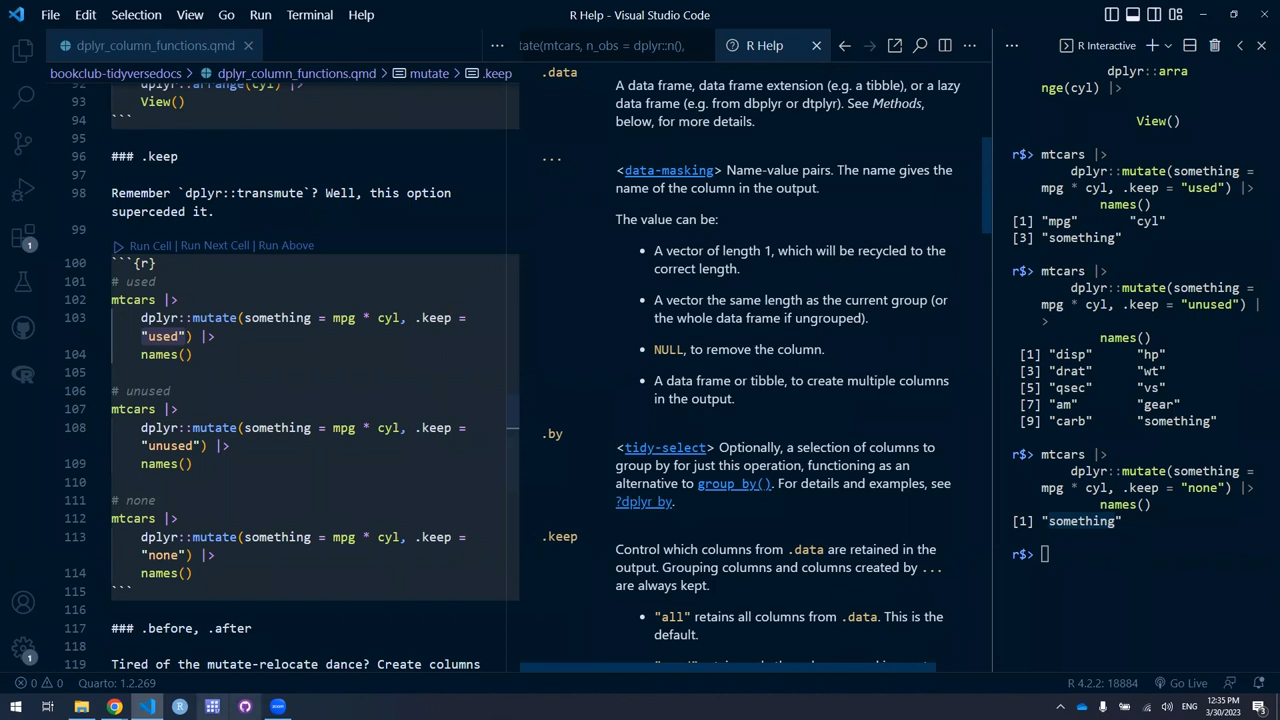 File Edit Selection View Go Run Terminal Help
R Help - Visual Studio Code
dplyr_column_functions.qmd
tate(mtcars, n_obs = dplyr::n(),
R Help
R Interactive
bookclub-tidyversedocs > dplyr_column_functions.qmd > mutate > .keep
92 dplyr::arrange(cyl) |>
93 View()
94 ```
95
96 ### .keep
97
98 Remember `dplyr::transmute`? Well, this option
superceded it.
99
Run Cell | Run Next Cell | Run Above
100 ```{r}
101 # used
102 mtcars |>
103 dplyr::mutate(something = mpg * cyl, .keep =
"used") |>
104 names()
105
106 # unused
107 mtcars |>
108 dplyr::mutate(something = mpg * cyl, .keep =
"unused") |>
109 names()
110
111 # none
112 mtcars |>
113 dplyr::mutate(something = mpg * cyl, .keep =
"none") |>
114 names()
115 ```
116
117 ### .before, .after
118
119 Tired of the mutate-relocate dance? Create columns
.data
A data frame, data frame extension (e.g. a tibble), or a lazy
data frame (e.g. from dbplyr or dtplyr). See Methods,
below, for more details.
...
<data-masking> Name-value pairs. The name gives the
name of the column in the output.
The value can be:
• A vector of length 1, which will be recycled to the
correct length.
• A vector the same length as the current group (or
the whole data frame if ungrouped).
• NULL, to remove the column.
• A data frame or tibble, to create multiple columns
in the output.
.by
<tidy-select> Optionally, a selection of columns to
group by for just this operation, functioning as an
alternative to group_by(). For details and examples, see
?dplyr_by.
.keep
Control which columns from .data are retained in the
output. Grouping columns and columns created by ...
are always kept.
• "all" retains all columns from .data. This is the
default.
dplyr::arra
nge(cyl) |>
View()
r$> mtcars |>
dplyr::mutate(something =
mpg * cyl, .keep = "used") |>
names()
[1] "mpg" "cyl"
[3] "something"
r$> mtcars |>
dplyr::mutate(something =
mpg * cyl, .keep = "unused") |
>
names()
[1] "disp" "hp"
[3] "drat" "wt"
[5] "qsec" "vs"
[7] "am" "gear"
[9] "carb" "something"
r$> mtcars |>
dplyr::mutate(something =
mpg * cyl, .keep = "none") |>
names()
[1] "something"
r$>
1
1
0 0 Quarto: 1.2.269
R 4.2.2: 18884 Go Live
ENG
12:35 PM
3/30/2023
3